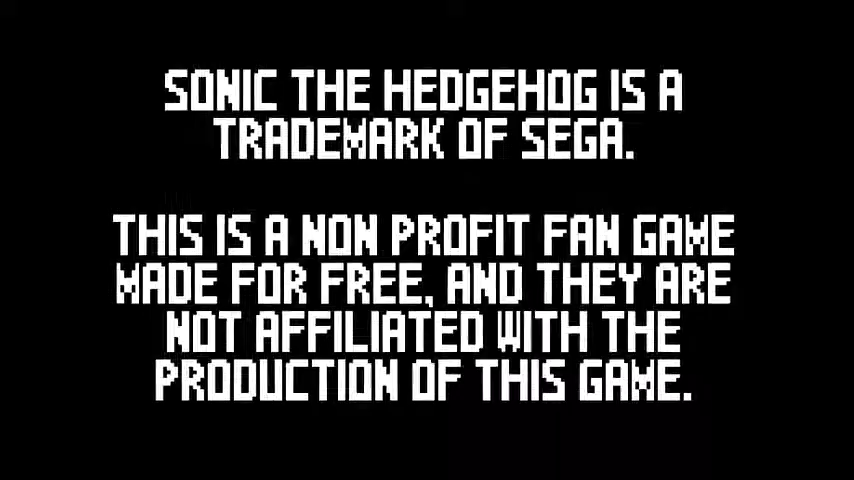 SONIC THE HEDGEHOG IS A
TRADEMARK OF SEGA.
THIS IS A NON PROFIT FAN GAME
MADE FOR FREE, AND THEY ARE
NOT AFFILIATED WITH THE
PRODUCTION OF THIS GAME.